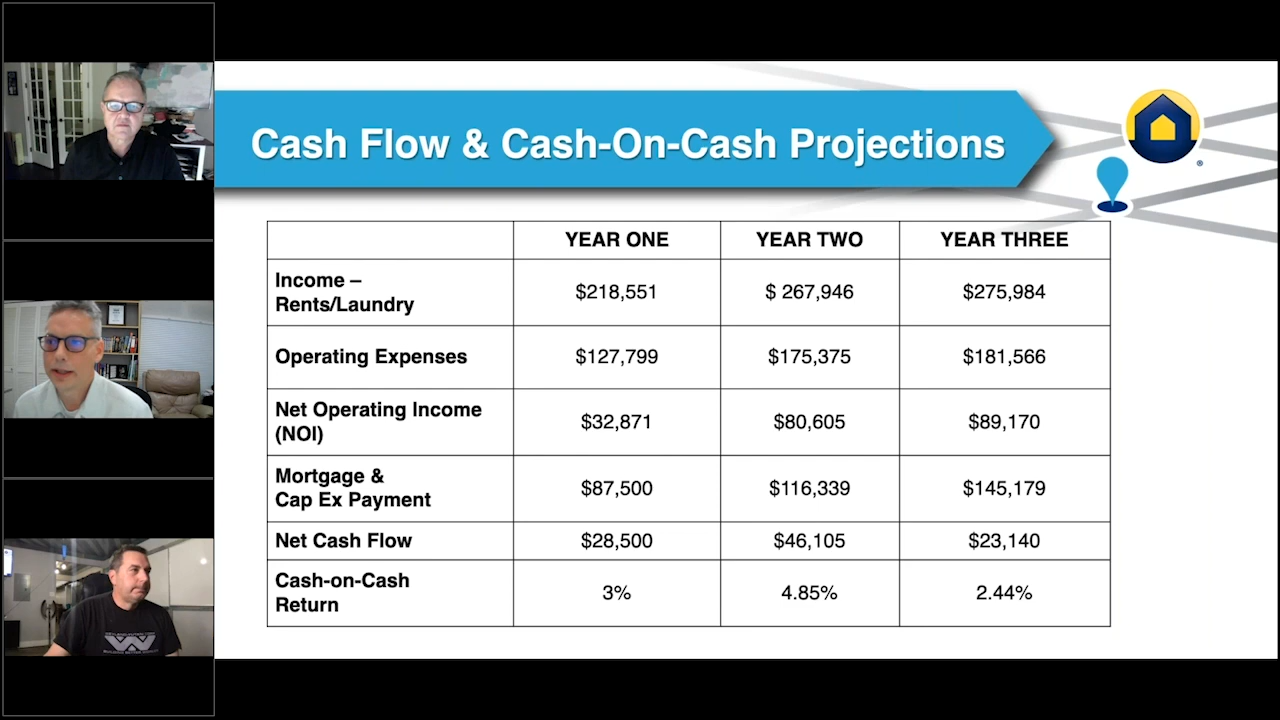 Cash Flow & Cash-On-Cash Projections
®
YEAR ONE YEAR TWO YEAR THREE
Income –
Rents/Laundry
$218,551 $ 267,946 $275,984
Operating Expenses $127,799 $175,375 $181,566
Net Operating Income
(NOI)
$32,871 $80,605 $89,170
Mortgage &
Cap Ex Payment
$87,500 $116,339 $145,179
Net Cash Flow $28,500 $46,105 $23,140
Cash-on-Cash
Return
3% 4.85% 2.44%